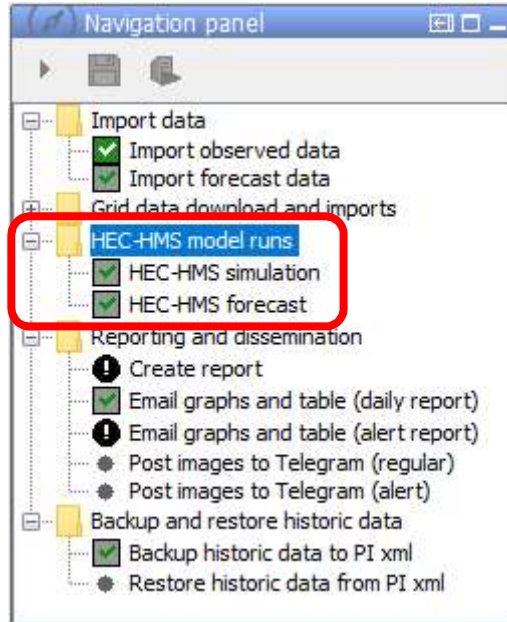 Navigation panel
Import data
Import observed data
Import forecast data
Grid data download and imports
HEC-HMS model runs
HEC-HMS simulation
HEC-HMS forecast
Reporting and dissemination
Create report
Email graphs and table (daily report)
Email graphs and table (alert report)
Post images to Telegram (regular)
Post images to Telegram (alert)
Backup and restore historic data
Backup historic data to PI xml
Restore historic data from PI xml